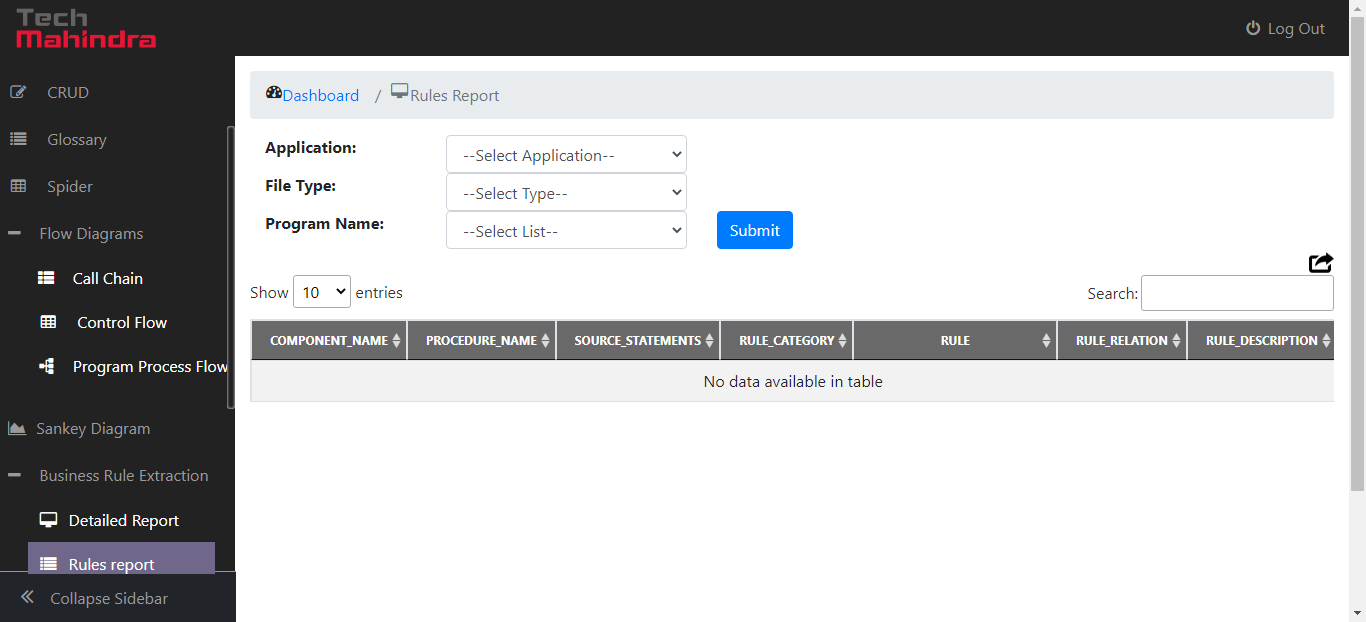 Tech
Mahindra
Log Out
CRUD
Glossary
Spider
Flow Diagrams
Call Chain
Control Flow
Program Process Flow
Sankey Diagram
Business Rule Extraction
Detailed Report
Rules report
Collapse Sidebar
Dashboard / Rules Report
Application: --Select Application--
File Type: --Select Type--
Program Name: --Select List-- Submit
Show 10 entries Search:
COMPONENT_NAME PROCEDURE_NAME SOURCE_STATEMENTS RULE_CATEGORY RULE RULE_RELATION RULE_DESCRIPTION
No data available in table